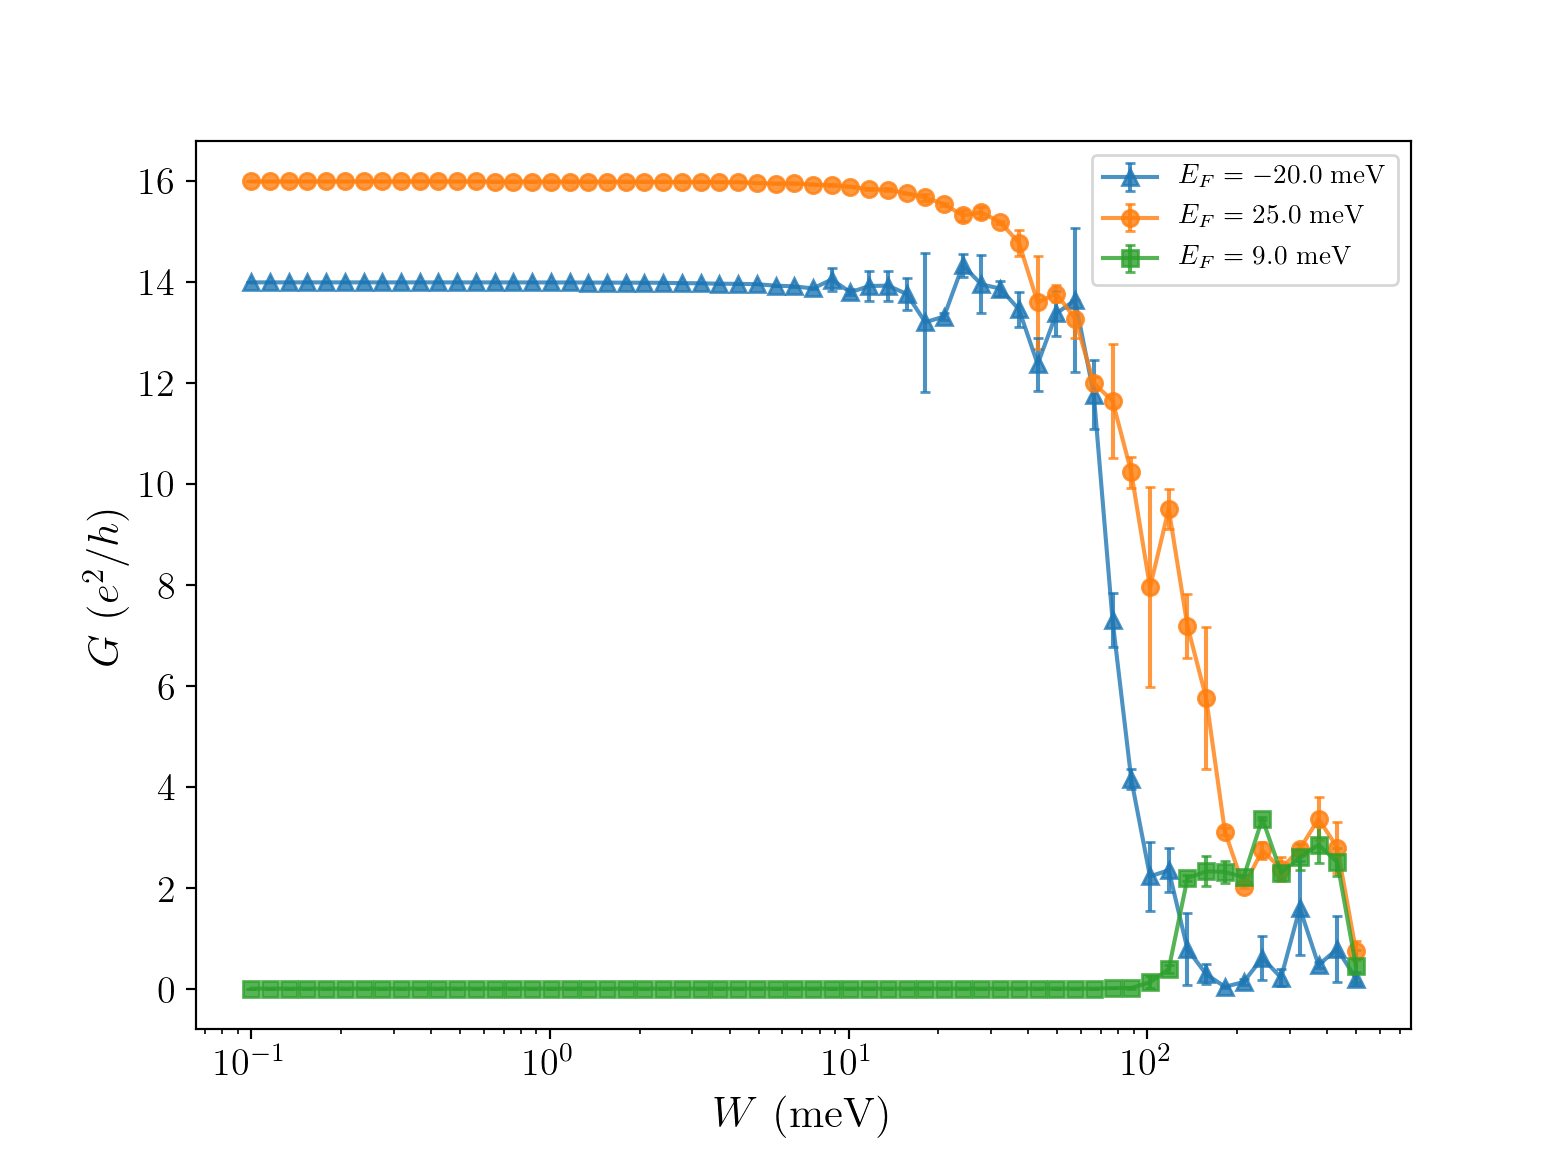 16
14
12
10
8
6
4
2
0
G (e²/h)
E_F = −20.0 meV
E_F = 25.0 meV
E_F = 9.0 meV
10⁻¹ 10⁰ 10¹ 10²
W (meV)